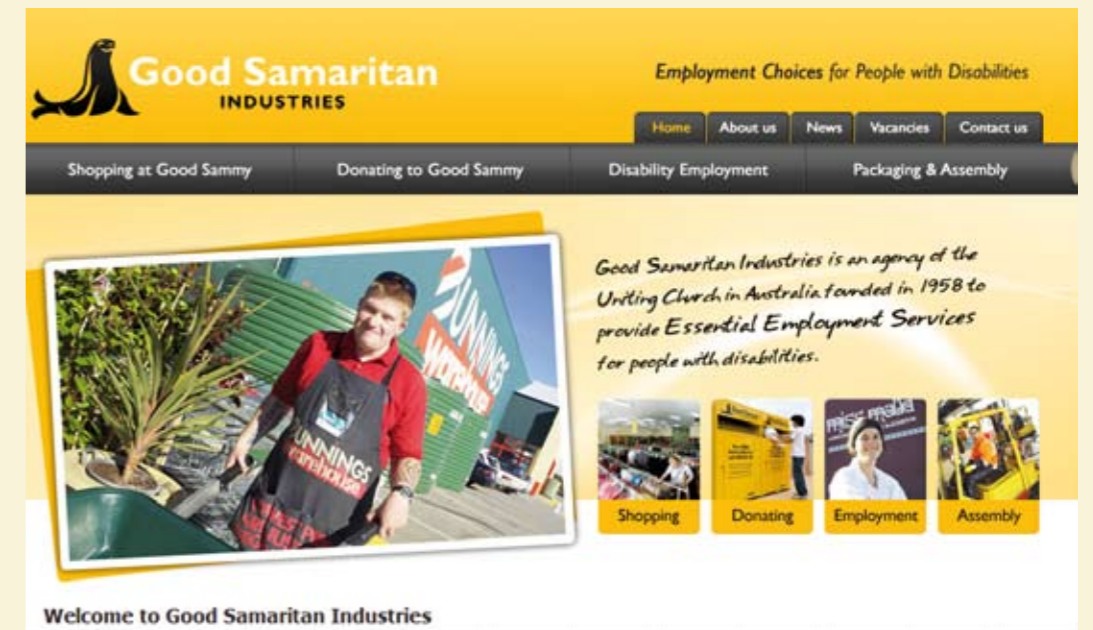 Good Samaritan
INDUSTRIES
Employment Choices for People with Disabilities
Home About us News Vacancies Contact us
Shopping at Good Sammy Donating to Good Sammy Disability Employment Packaging & Assembly
BUNNINGS
warehouse
BUNNINGS
warehouse
Good Samaritan Industries is an agency of the
Uniting Church in Australia founded in 1958 to
provide Essential Employment Services
for people with disabilities.
Shopping Donating Employment Assembly
Welcome to Good Samaritan Industries